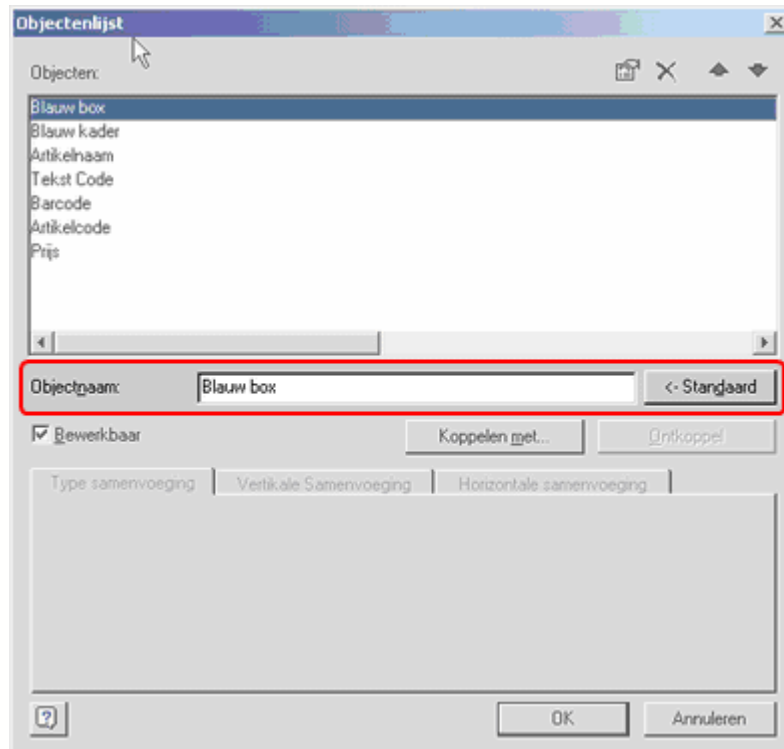 Objectenlijst
Objecten:
Blauw box
Blauw kader
Artikelnaam
Tekst Code
Barcode
Artikelcode
Prijs
Objectnaam: Blauw box <- Standaard
Bewerkbaar Koppelen met... Ontkoppel
Type samenvoeging Vertikale Samenvoeging Horizontale samenvoeging
OK Annuleren